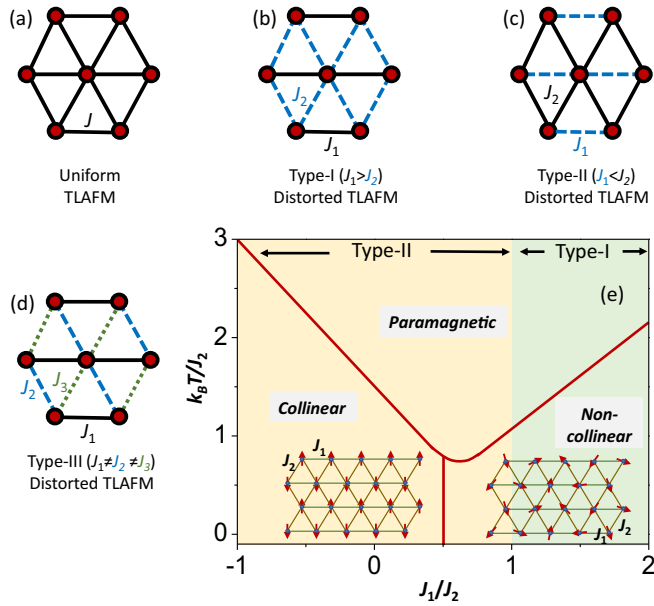 (a)
J
Uniform
TLAFM
(b)
J₂
J₁
Type-I (J₁>J₂)
Distorted TLAFM
(c)
J₂
J₁
Type-II (J₁<J₂)
Distorted TLAFM
(d)
J₂
J₃
J₁
Type-III (J₁≠J₂ ≠J₃)
Distorted TLAFM
(e)
Type-II
Type-I
Paramagnetic
Collinear
Non-
collinear
J₁
J₂
J₁
J₂
k_BT/J₂
3
2
1
0
-1
0
1
2
J₁/J₂